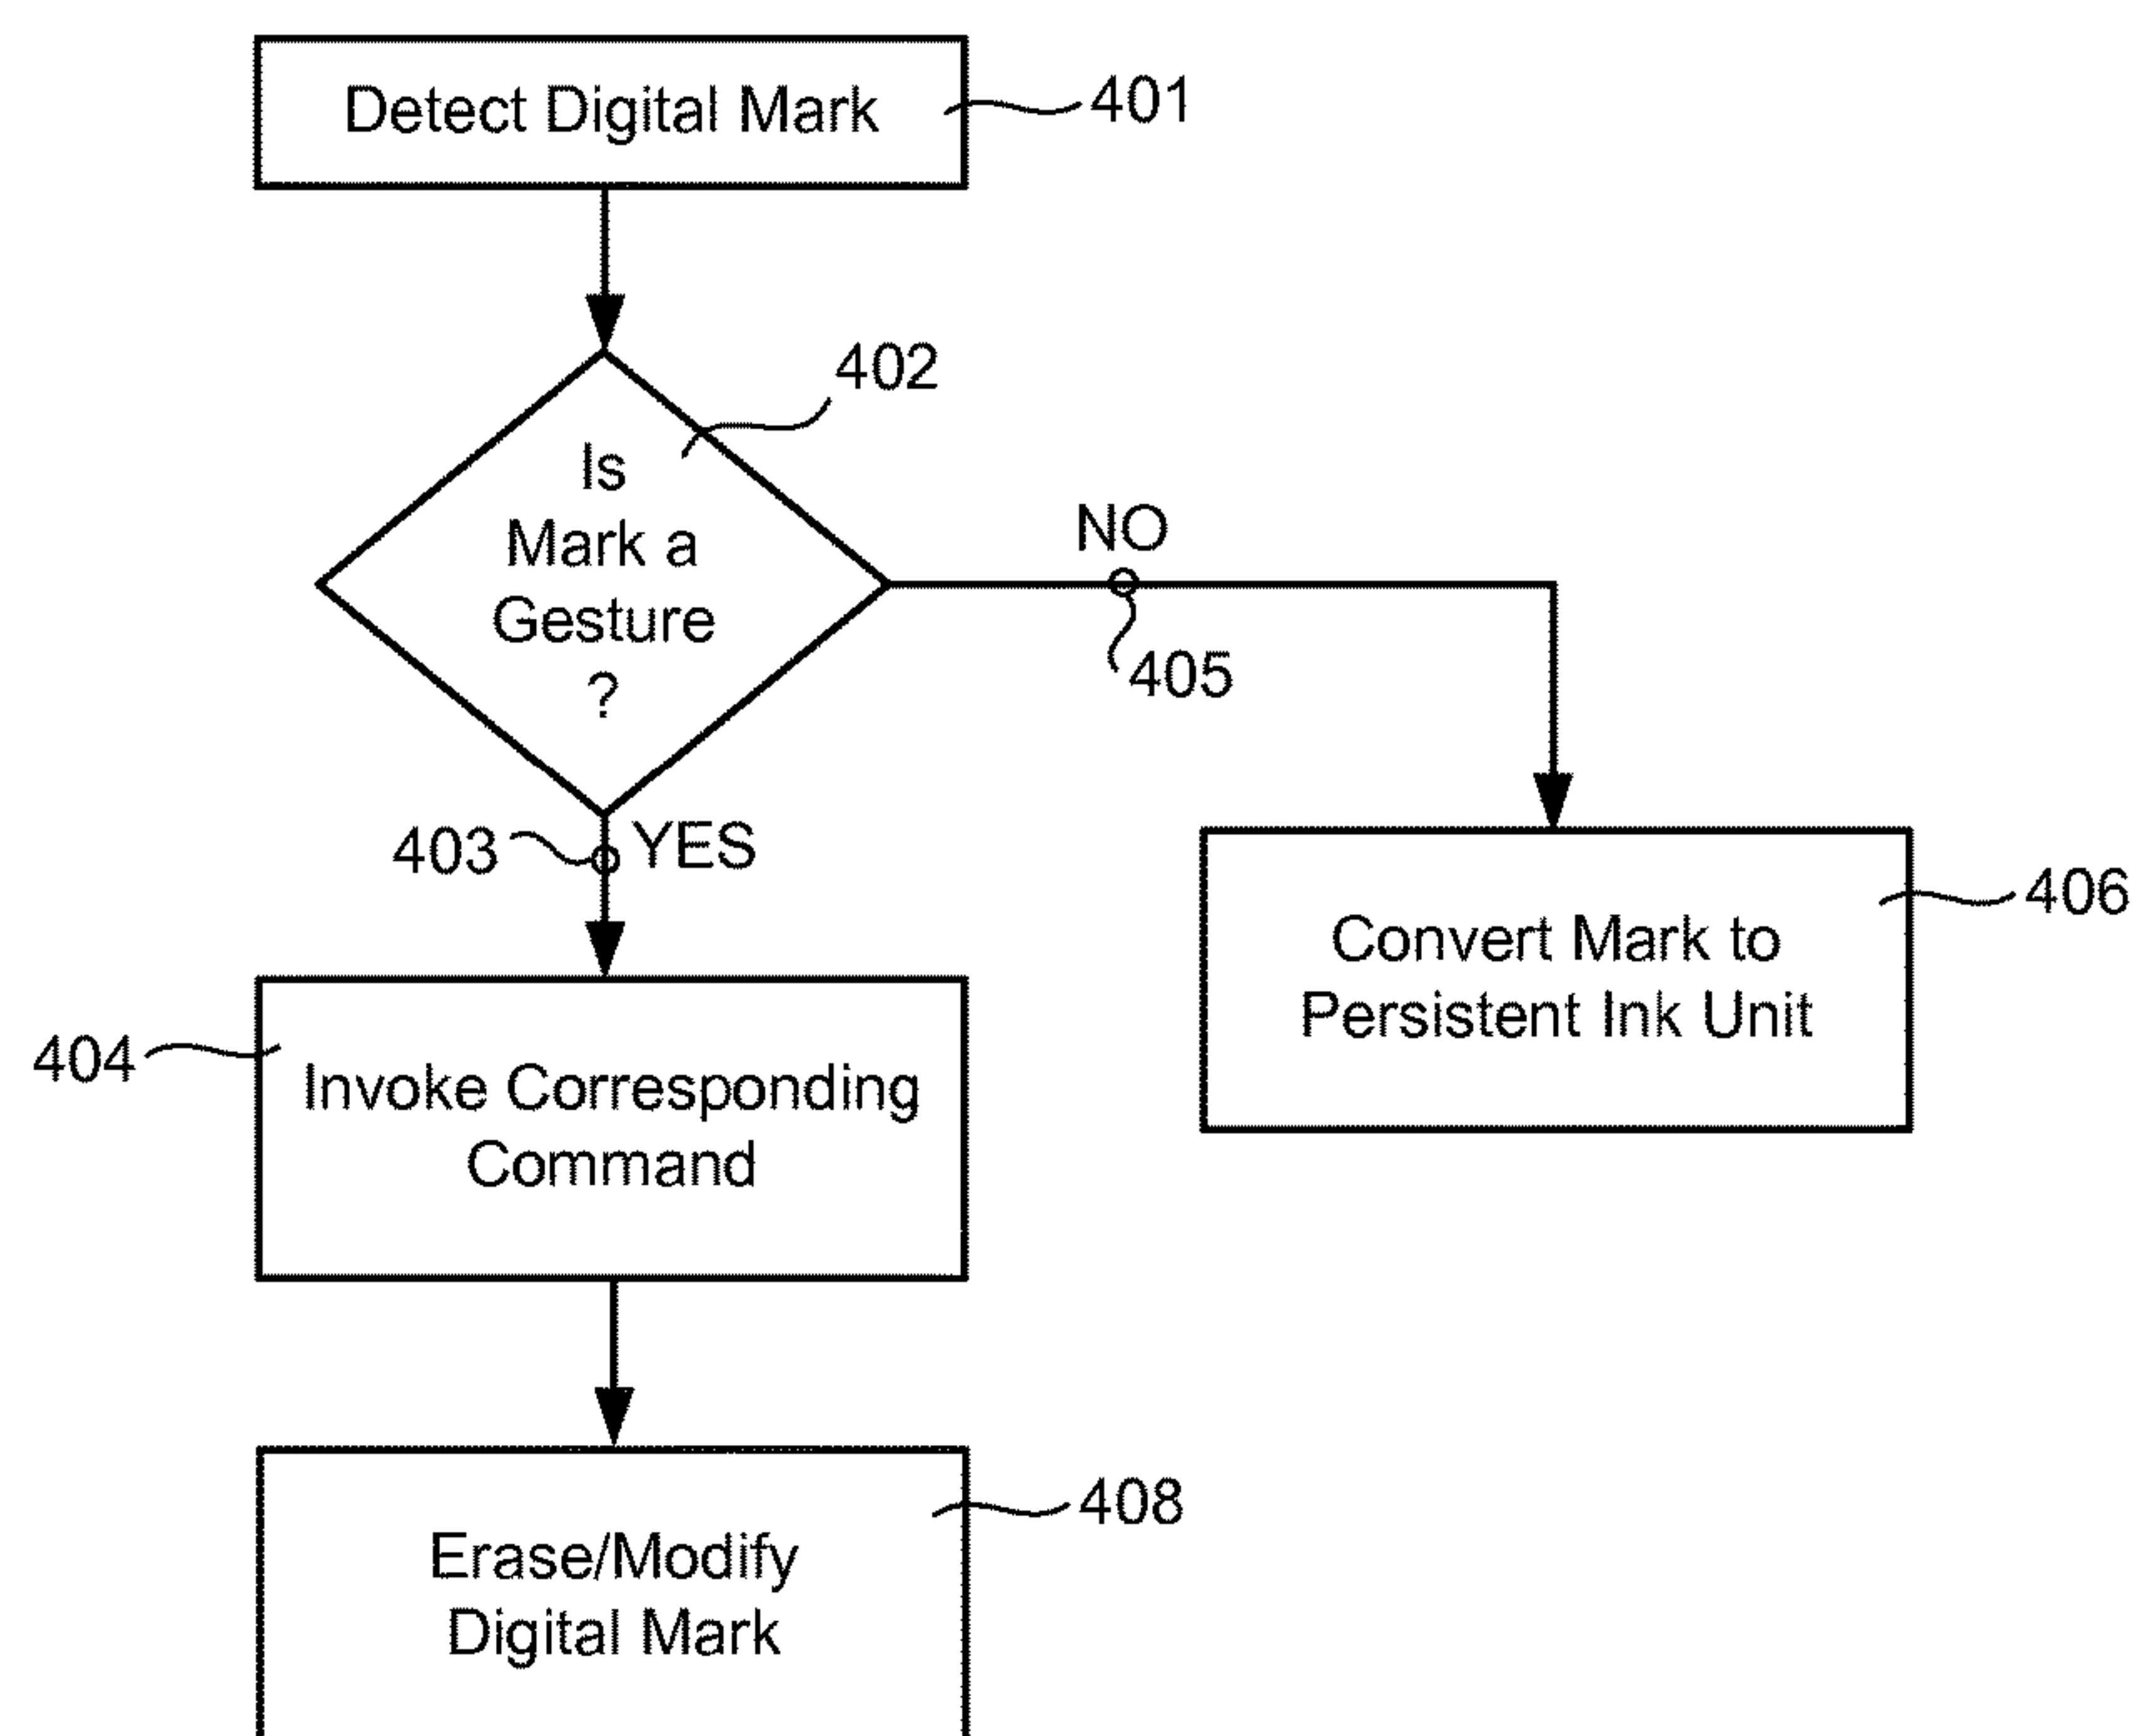 Detect Digital Mark
401
402
Is
Mark a
Gesture
?
NO
405
403
YES
406
Convert Mark to
Persistent Ink Unit
404
Invoke Corresponding
Command
408
Erase/Modify
Digital Mark